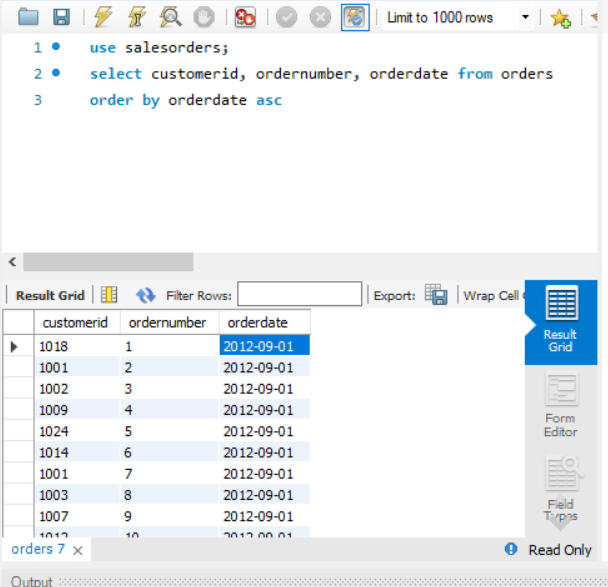 Limit to 1000 rows
1 use salesorders;
2 select customerid, ordernumber, orderdate from orders
3 order by orderdate asc
Result Grid Filter Rows: Export: Wrap Cell
customerid ordernumber orderdate
1018 1 2012-09-01
1001 2 2012-09-01
1002 3 2012-09-01
1009 4 2012-09-01
1024 5 2012-09-01
1014 6 2012-09-01
1001 7 2012-09-01
1003 8 2012-09-01
1007 9 2012-09-01
10 2012-09-01
Result
Grid
Form
Editor
Field
Types
orders 7 Read Only
Output